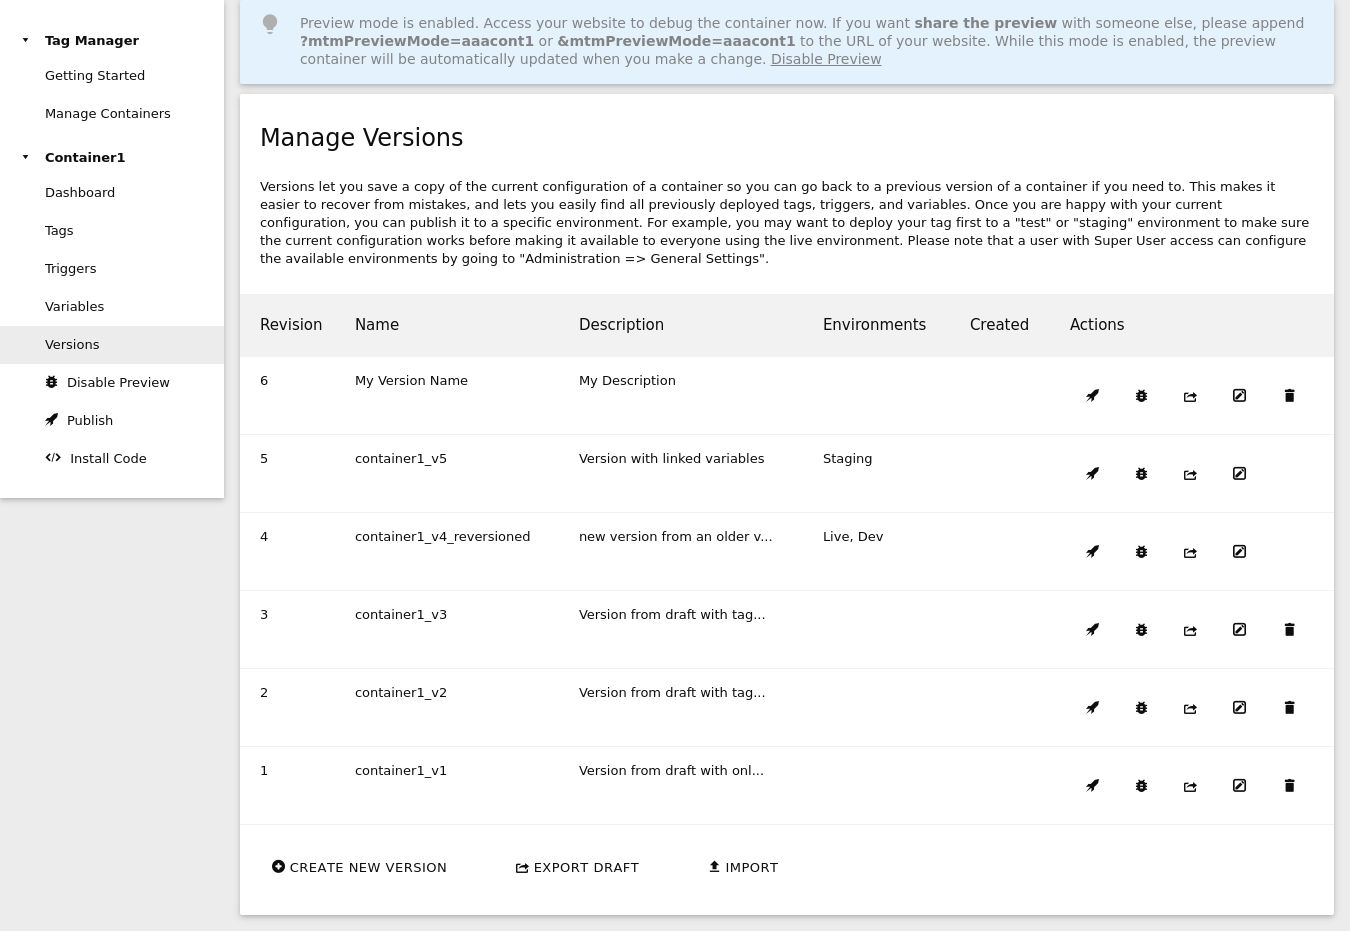 Tag Manager
Getting Started
Manage Containers
Container1
Dashboard
Tags
Triggers
Variables
Versions
Disable Preview
Publish
Install Code
Preview mode is enabled. Access your website to debug the container now. If you want share the preview with someone else, please append
?mtmPreviewMode=aaacont1 or &mtmPreviewMode=aaacont1 to the URL of your website. While this mode is enabled, the preview
container will be automatically updated when you make a change. Disable Preview
Manage Versions
Versions let you save a copy of the current configuration of a container so you can go back to a previous version of a container if you need to. This makes it
easier to recover from mistakes, and lets you easily find all previously deployed tags, triggers, and variables. Once you are happy with your current
configuration, you can publish it to a specific environment. For example, you may want to deploy your tag first to a "test" or "staging" environment to make sure
the current configuration works before making it available to everyone using the live environment. Please note that a user with Super User access can configure
the available environments by going to "Administration => General Settings".
Revision Name Description Environments Created Actions
6 My Version Name My Description
5 container1_v5 Version with linked variables Staging
4 container1_v4_reversioned new version from an older v... Live, Dev
3 container1_v3 Version from draft with tag...
2 container1_v2 Version from draft with tag...
1 container1_v1 Version from draft with onl...
CREATE NEW VERSION EXPORT DRAFT IMPORT